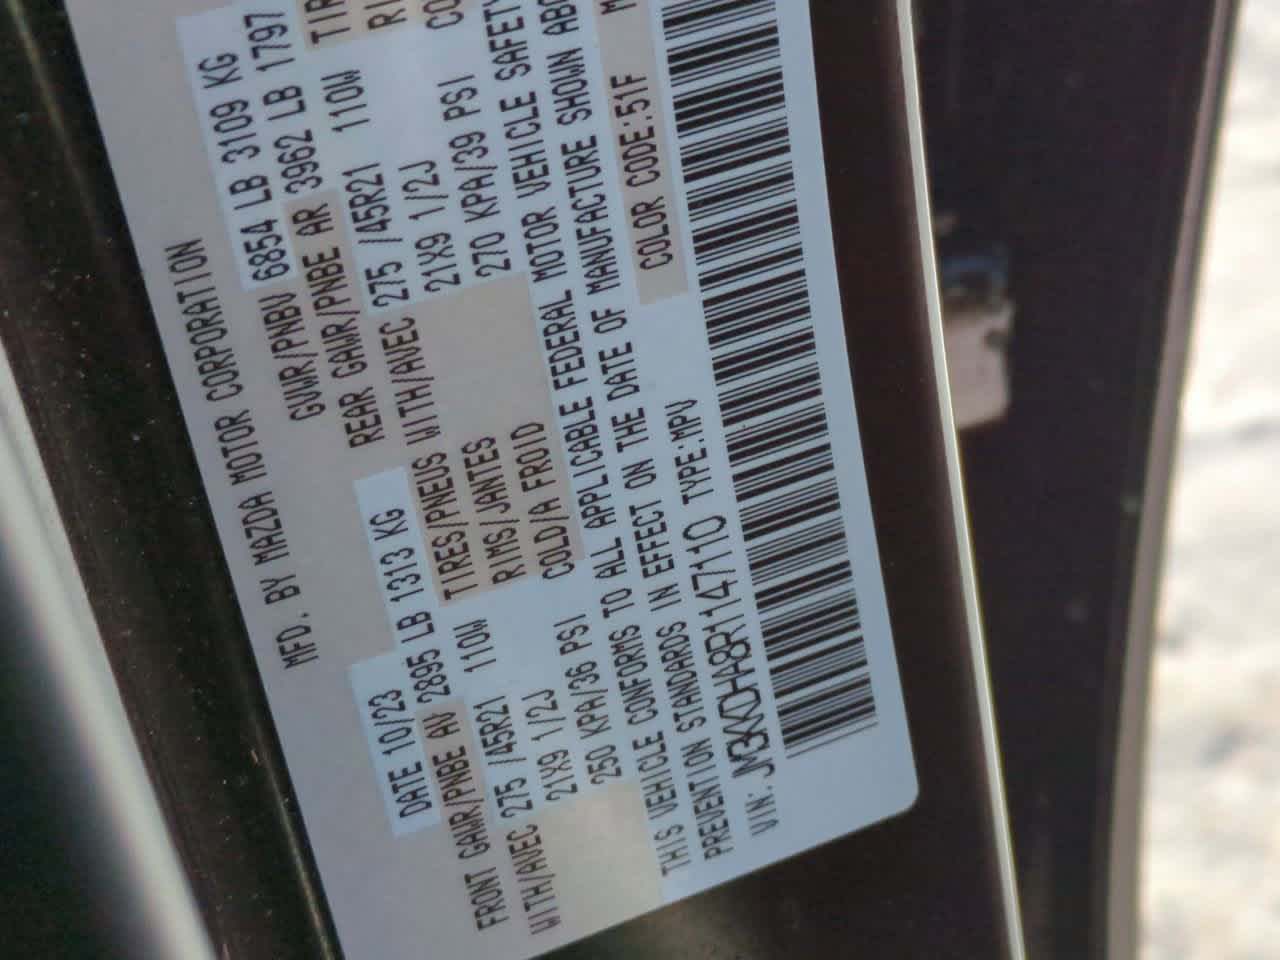 MFD. BY MAZDA MOTOR CORPORATION
DATE 10/23 GVWR/PNBV 6854 LB 3109 KG
FRONT GAWR/PNBE AV 2895 LB 1313 KG REAR GAWR/PNBE AR 3962 LB 1797
WITH/AVEC 275 /45R21 110W TIRES/PNEUS WITH/AVEC 275 /45R21 110W TIR
21X9 1/2J RIMS/JANTES 21X9 1/2J RI
250 KPA/36 PSI COLD/A FROID 270 KPA/39 PSI CO
THIS VEHICLE CONFORMS TO ALL APPLICABLE FEDERAL MOTOR VEHICLE SAFETY
PREVENTION STANDARDS IN EFFECT ON THE DATE OF MANUFACTURE SHOWN ABO
VIN: JM3KKCHA8R1147110 TYPE:MPV COLOR CODE:51F M